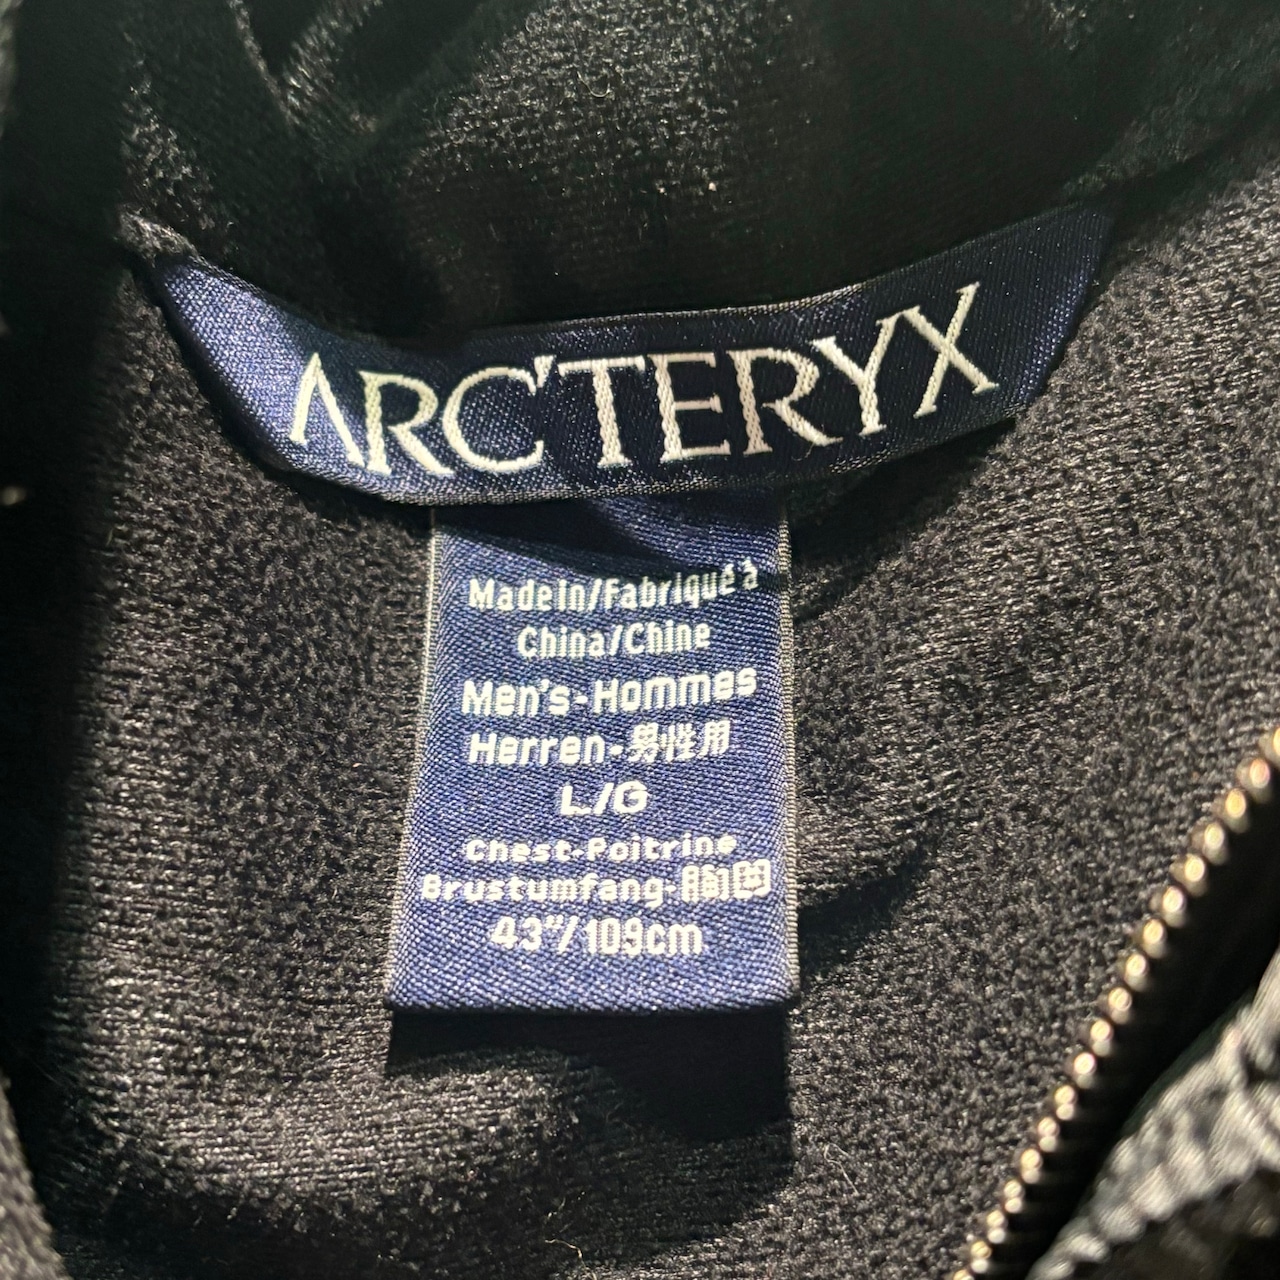 ARC'TERYX
Made In/Fabriqué à
China/Chine
Men's-Hommes
Herren-男性用
L/G
Chest-Poitrine
Brustumfang-胸囲
43"/109cm